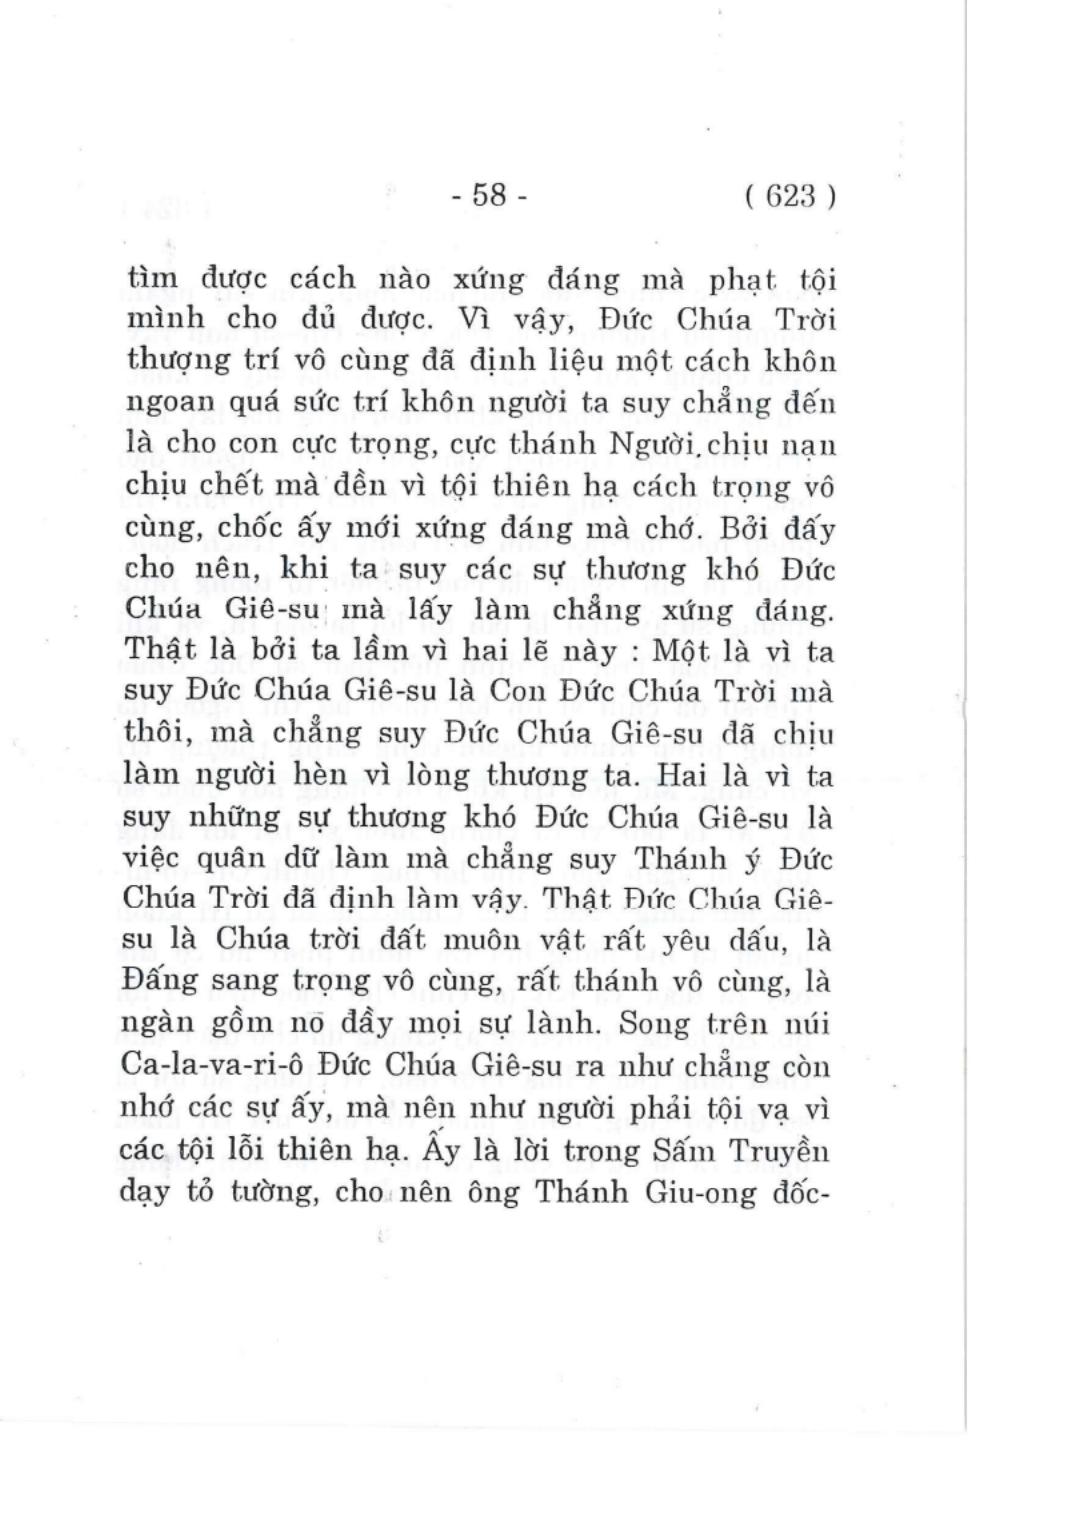 - 58 - ( 623 )
tìm được cách nào xứng đáng mà phạt tội
mình cho đủ được. Vì vậy, Đức Chúa Trời
thượng trí vô cùng đã định liệu một cách khôn
ngoan quá sức trí khôn người ta suy chẳng đến
là cho con cực trọng, cực thánh Người chịu nạn
chịu chết mà đền vì tội thiên hạ cách trọng vô
cùng, chốc ấy mới xứng đáng mà chớ. Bởi đấy
cho nên, khi ta suy các sự thương khó Đức
Chúa Giê-su mà lấy làm chẳng xứng đáng.
Thật là bởi ta lầm vì hai lẽ này : Một là vì ta
suy Đức Chúa Giê-su là Con Đức Chúa Trời mà
thôi, mà chẳng suy Đức Chúa Giê-su đã chịu
làm người hèn vì lòng thương ta. Hai là vì ta
suy những sự thương khó Đức Chúa Giê-su là
việc quân dữ làm mà chẳng suy Thánh ý Đức
Chúa Trời đã định làm vậy. Thật Đức Chúa Giê-
su là Chúa trời đất muôn vật rất yêu dấu, là
Đấng sang trọng vô cùng, rất thánh vô cùng, là
ngàn gồm nō đầy mọi sự lành. Song trên núi
Ca-la-va-ri-ô Đức Chúa Giê-su ra như chẳng còn
nhớ các sự ấy, mà nên như người phải tội vạ vì
các tội lỗi thiên hạ. Ấy là lời trong Sấm Truyền
dạy tỏ tường, cho nên ông Thánh Giu-ong đốc-